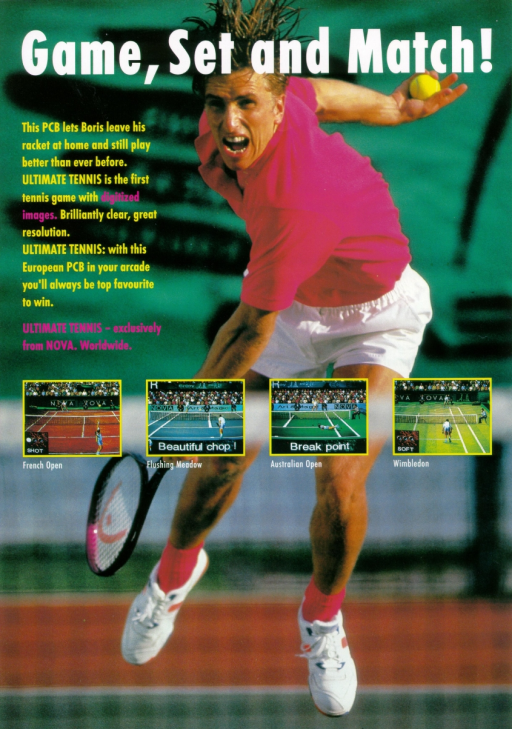 Game, Set and Match!
This PCB lets Boris leave his
racket at home and still play
better than ever before.
ULTIMATE TENNIS is the first
tennis game with digitized
images. Brilliantly clear, great
resolution.
ULTIMATE TENNIS: with this
European PCB in your arcade
you'll always be top favourite
to win.
ULTIMATE TENNIS – exclusively
from NOVA. Worldwide.
SHOT
French Open
Beautiful chop !
Flushing Meadow
Break point
Australian Open
SOFT
Wimbledon